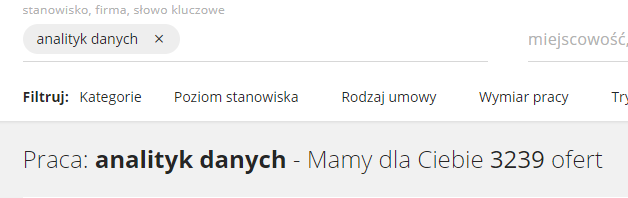 stanowisko, firma, słowo kluczowe
analityk danych ×
miejscowość,
Filtruj: Kategorie Poziom stanowiska Rodzaj umowy Wymiar pracy Try
Praca: analityk danych - Mamy dla Ciebie 3239 ofert